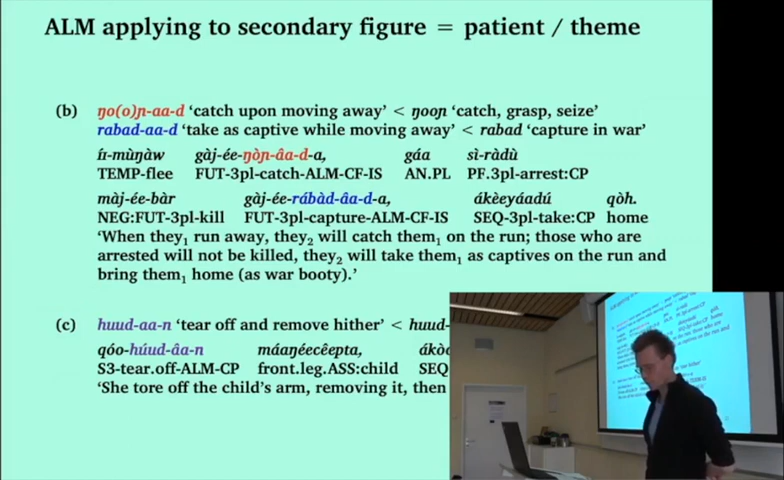 ALM applying to secondary figure = patient / theme
(b) ŋo(o)ɲ-aa-d ‘catch upon moving away’ < ŋooɲ ‘catch, grasp, seize’
rabad-aa-d ‘take as captive while moving away’ < rabad ‘capture in war’
ír-mùŋàw gàj-ée-ŋòɲ-âa-d-a, gáa sì-ràdù
TEMP-flee FUT-3pl-catch-ALM-CF-IS AN.PL PF.3pl-arrest:CP
màj-ée-bàr gàj-ée-rábàd-âa-d-a, ákèeyáadú qòh.
NEG:FUT-3pl-kill FUT-3pl-capture-ALM-CF-IS SEQ-3pl-take:CP home
‘When they₁ run away, they₂ will catch them₁ on the run; those who are
arrested will not be killed, they₂ will take them₁ as captives on the run and
bring them₁ home (as war booty).’
(c) huud-aa-n ‘tear off and remove hither’ < huud-
qóo-húud-âa-n máaŋéecêepta,
S3-tear.off-ALM-CP front.leg.ASS:child SEQ
‘She tore off the child’s arm, removing it, then